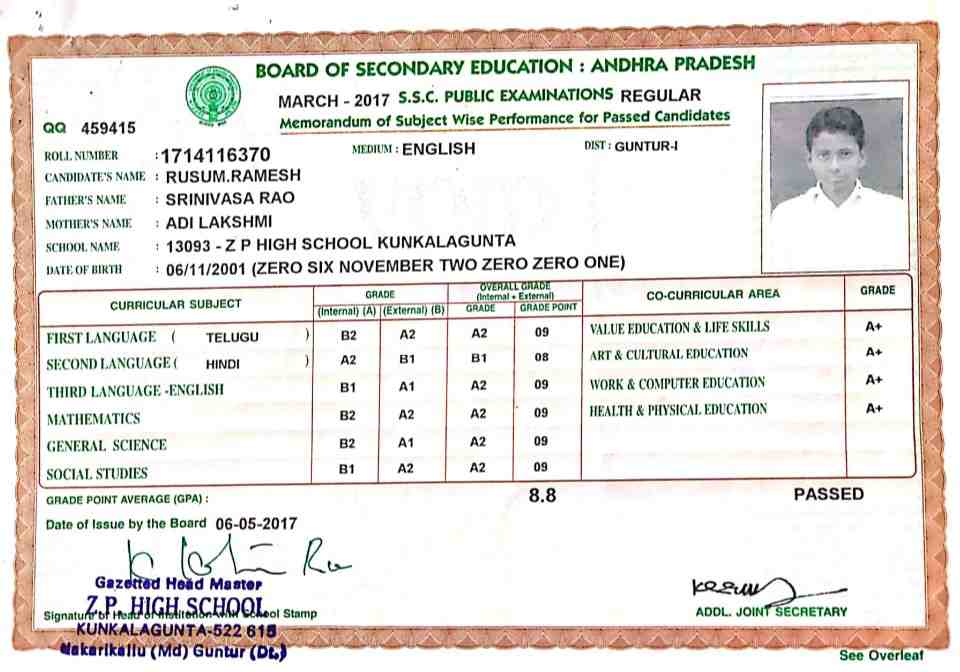 BOARD OF SECONDARY EDUCATION : ANDHRA PRADESH
MARCH - 2017 S.S.C. PUBLIC EXAMINATIONS REGULAR
Memorandum of Subject Wise Performance for Passed Candidates
QQ 459415
ROLL NUMBER : 1714116370 MEDIUM : ENGLISH DIST : GUNTUR-I
CANDIDATE'S NAME : RUSUM.RAMESH
FATHER'S NAME : SRINIVASA RAO
MOTHER'S NAME : ADI LAKSHMI
SCHOOL NAME : 13093 - Z P HIGH SCHOOL KUNKALAGUNTA
DATE OF BIRTH : 06/11/2001 (ZERO SIX NOVEMBER TWO ZERO ZERO ONE)
CURRICULAR SUBJECT GRADE OVERALL GRADE (Internal + External) CO-CURRICULAR AREA GRADE
(Internal) (A) (External) (B) GRADE GRADE POINT
FIRST LANGUAGE ( TELUGU ) B2 A2 A2 09 VALUE EDUCATION & LIFE SKILLS A+
SECOND LANGUAGE ( HINDI ) A2 B1 B1 08 ART & CULTURAL EDUCATION A+
THIRD LANGUAGE -ENGLISH B1 A1 A2 09 WORK & COMPUTER EDUCATION A+
MATHEMATICS B2 A2 A2 09 HEALTH & PHYSICAL EDUCATION A+
GENERAL SCIENCE B2 A1 A2 09
SOCIAL STUDIES B1 A2 A2 09
GRADE POINT AVERAGE (GPA) : 8.8 PASSED
Date of Issue by the Board 06-05-2017
Gazetted Head Master
Z.P. HIGH SCHOOL
Signature of Head of Institution with School Stamp
KUNKALAGUNTA-522 615
Nakarikallu (Md) Guntur (Dt.)
ADDL. JOINT SECRETARY
See Overleaf